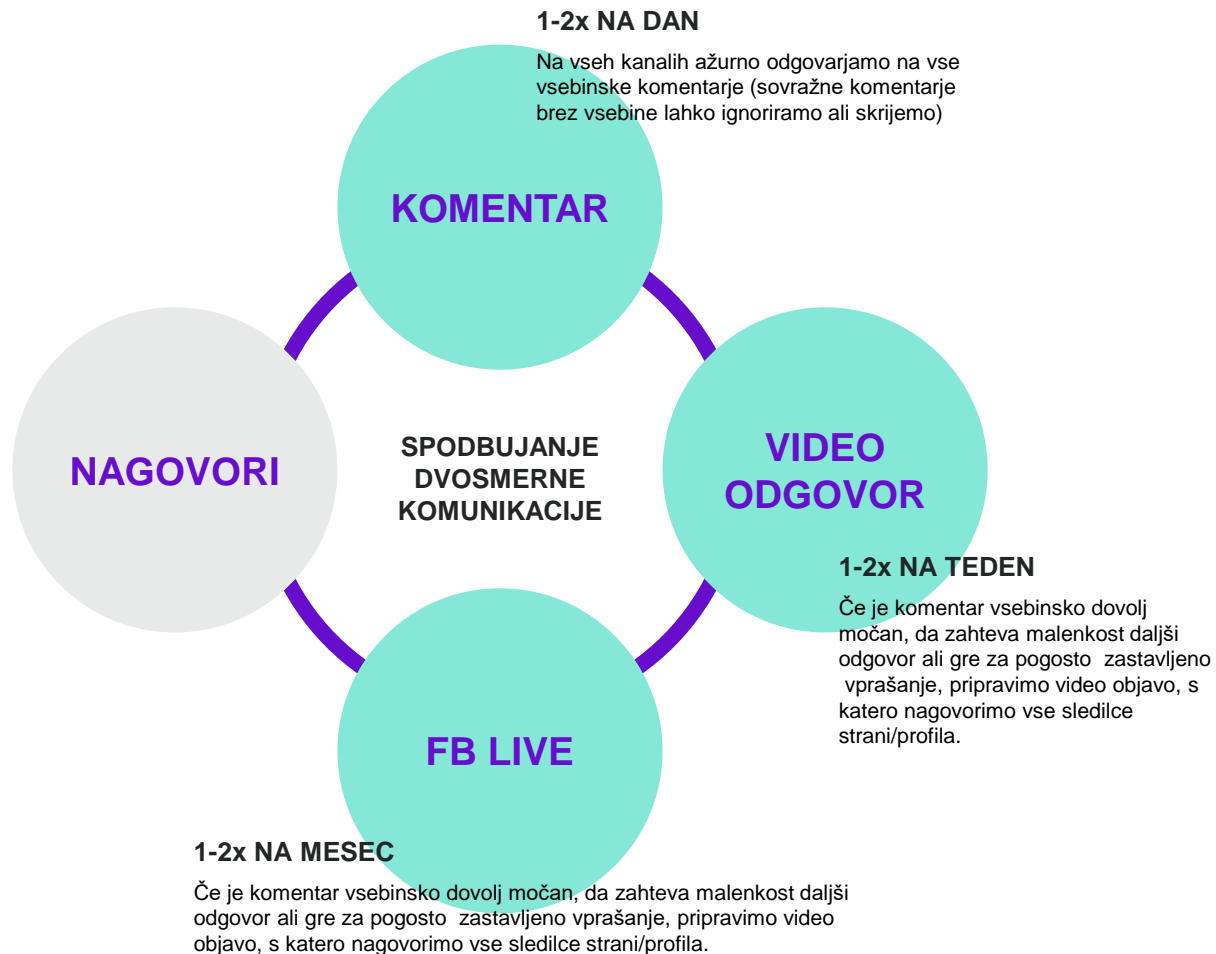 1-2x NA DAN
Na vseh kanalih ažurno odgovarjamo na vse
vsebinske komentarje (sovražne komentarje
brez vsebine lahko ignoriramo ali skrijemo)
KOMENTAR
NAGOVORI
SPODBUJANJE
DVOSMERNE
KOMUNIKACIJE
VIDEO
ODGOVOR
1-2x NA TEDEN
Če je komentar vsebinsko dovolj
močan, da zahteva malenkost daljši
odgovor ali gre za pogosto  zastavljeno
vprašanje, pripravimo video objavo, s
katero nagovorimo vse sledilce
strani/profila.
FB LIVE
1-2x NA MESEC
Če je komentar vsebinsko dovolj močan, da zahteva malenkost daljši
odgovor ali gre za pogosto  zastavljeno vprašanje, pripravimo video
objavo, s katero nagovorimo vse sledilce strani/profila.